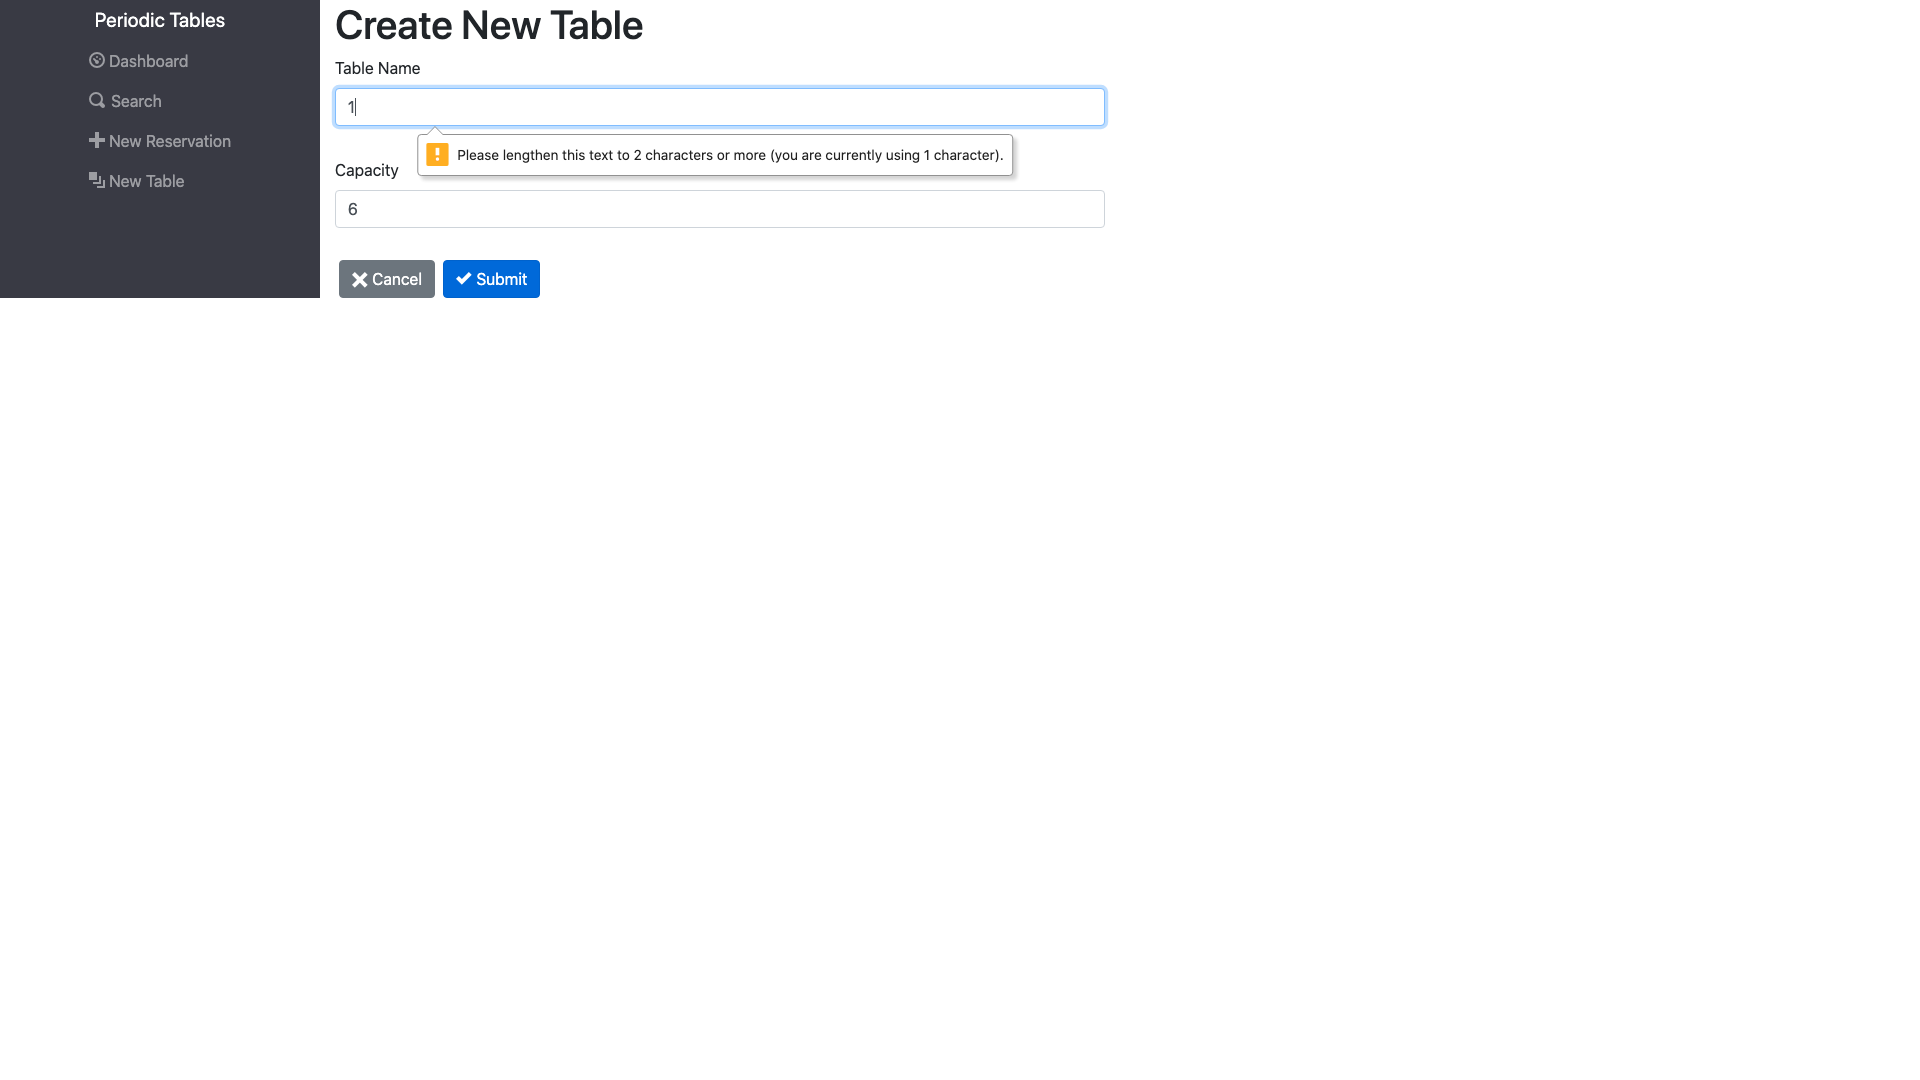 Periodic Tables
Dashboard
Search
New Reservation
New Table
Create New Table
Table Name
1
Please lengthen this text to 2 characters or more (you are currently using 1 character).
Capacity
6
Cancel
Submit